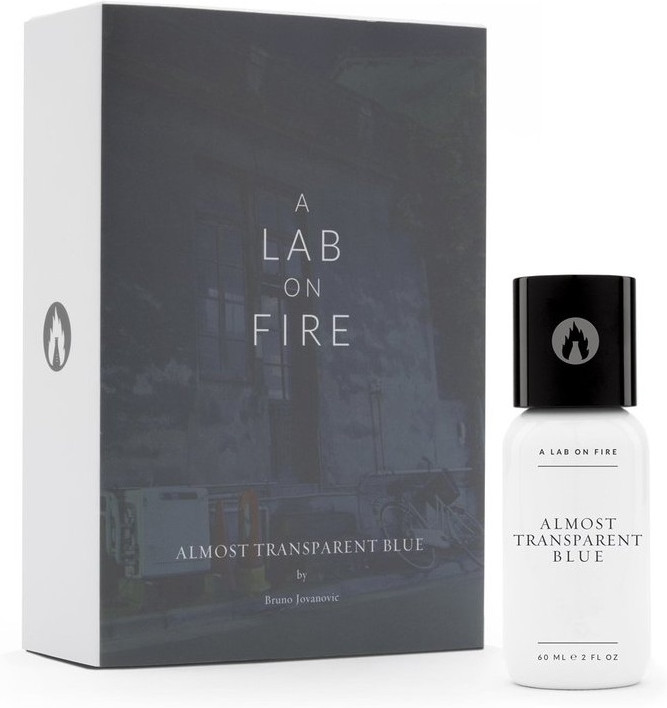 A
LAB
ON
FIRE
ALMOST TRANSPARENT BLUE
by
Bruno Jovanovic
A LAB ON FIRE
ALMOST
TRANSPARENT
BLUE
60 ML ℮ 2 FL OZ